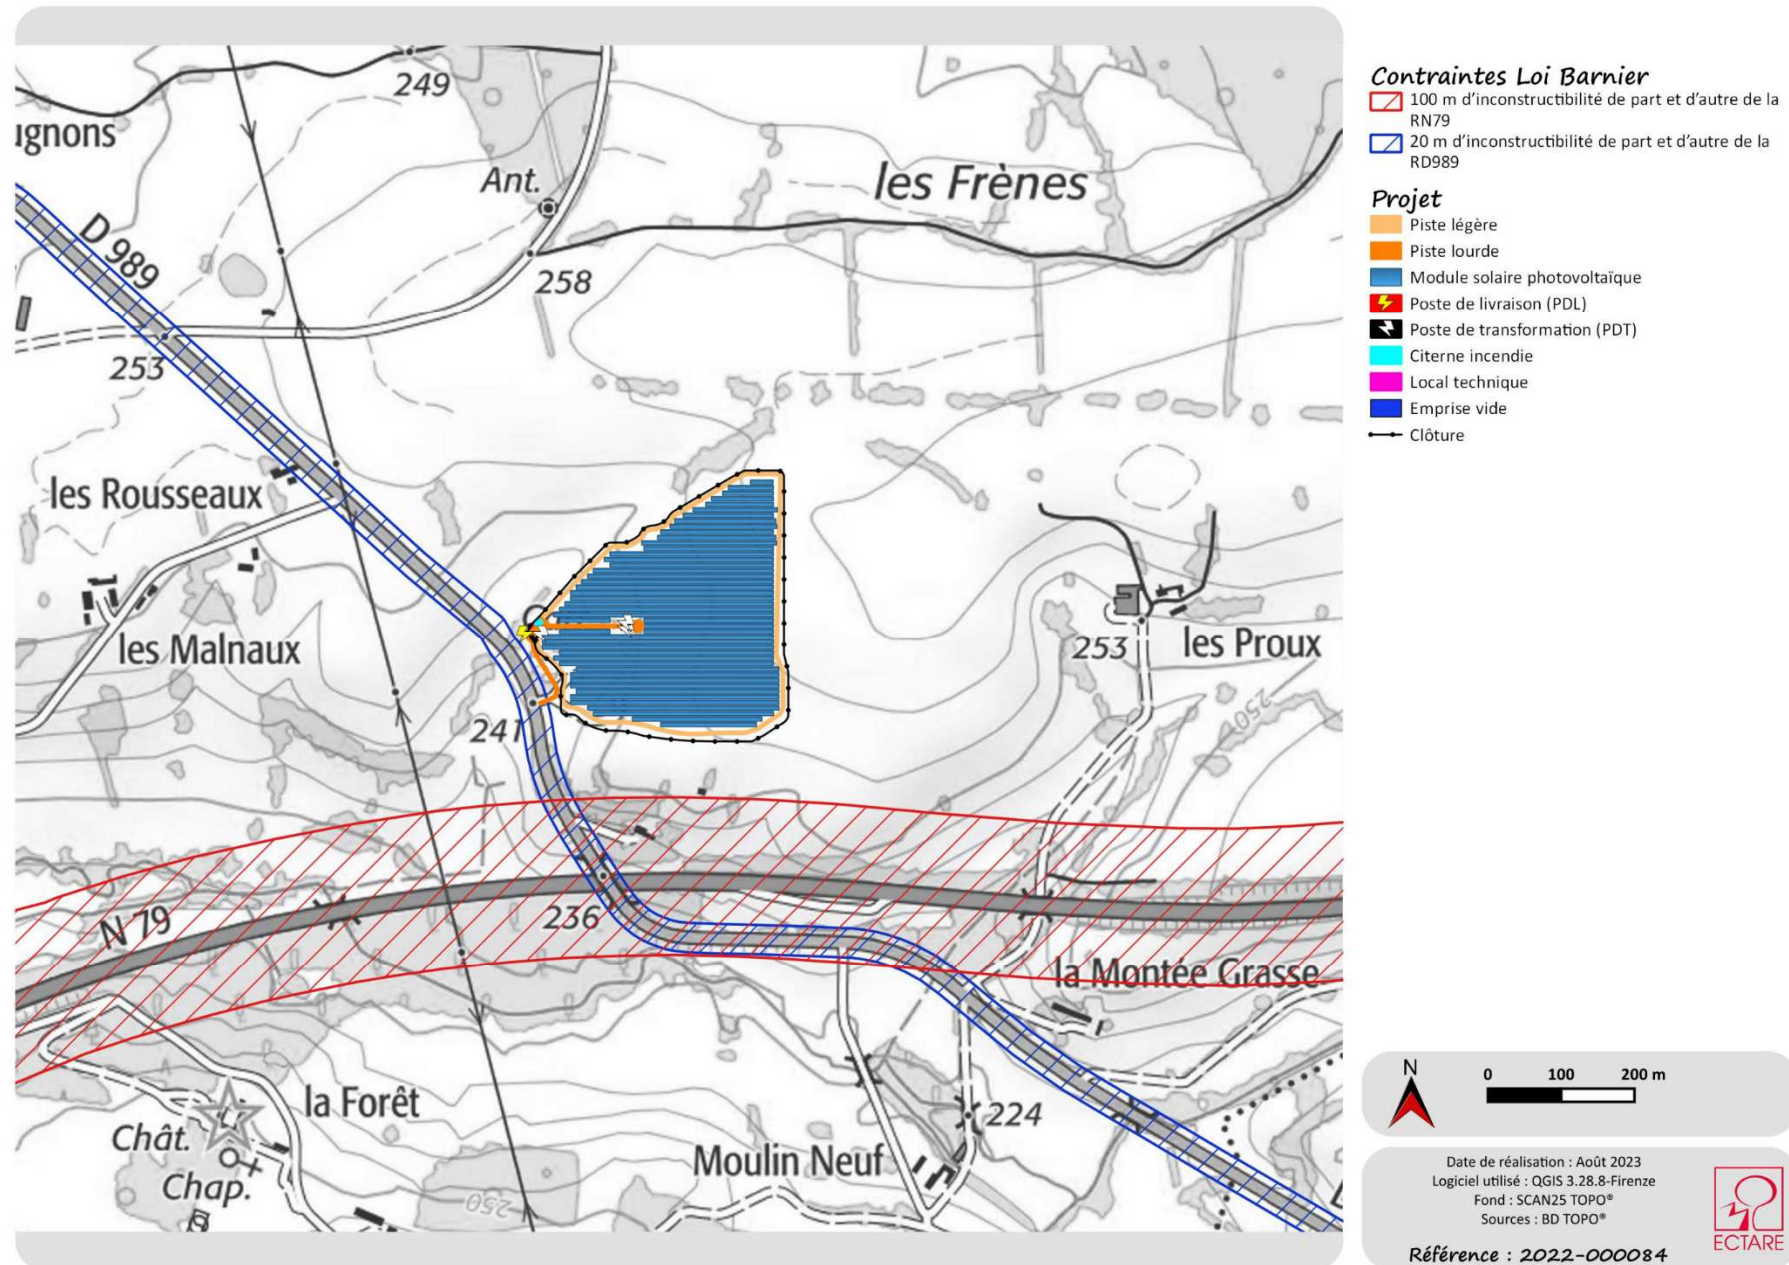 249
ugnons
Ant.
les Frènes
D 989
258
253
les Rousseaux
les Malnaux
253
les Proux
241
250
N 79
236
la Montée Grasse
la Forêt
Chât.
Chap.
224
Moulin Neuf
250
Contraintes Loi Barnier
100 m d'inconstructibilité de part et d'autre de la
RN79
20 m d'inconstructibilité de part et d'autre de la
RD989
Projet
Piste légère
Piste lourde
Module solaire photovoltaïque
Poste de livraison (PDL)
Poste de transformation (PDT)
Citerne incendie
Local technique
Emprise vide
Clôture
N
0 100 200 m
Date de réalisation : Août 2023
Logiciel utilisé : QGIS 3.28.8-Firenze
Fond : SCAN25 TOPO®
Sources : BD TOPO®
Référence : 2022-000084
ECTARE